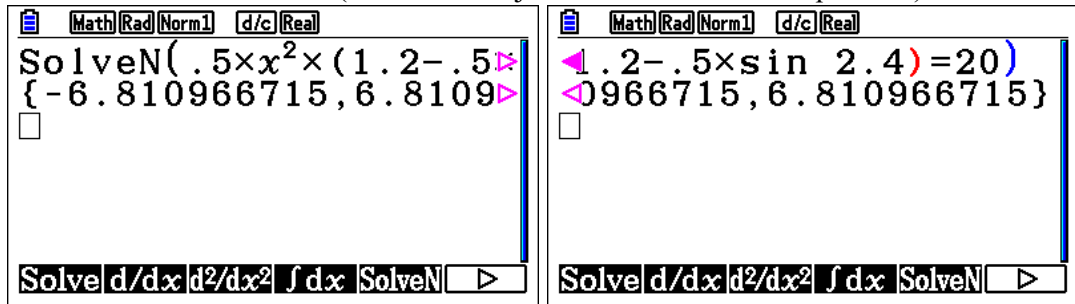 Math Rad Norm1 d/c Real
SolveN(.5×x²×(1.2-.5×
{-6.810966715,6.8109
Solve d/dx d²/dx² ∫dx SolveN ▷
Math Rad Norm1 d/c Real
1.2-.5×sin 2.4)=20)
0966715,6.810966715}
Solve d/dx d²/dx² ∫dx SolveN ▷